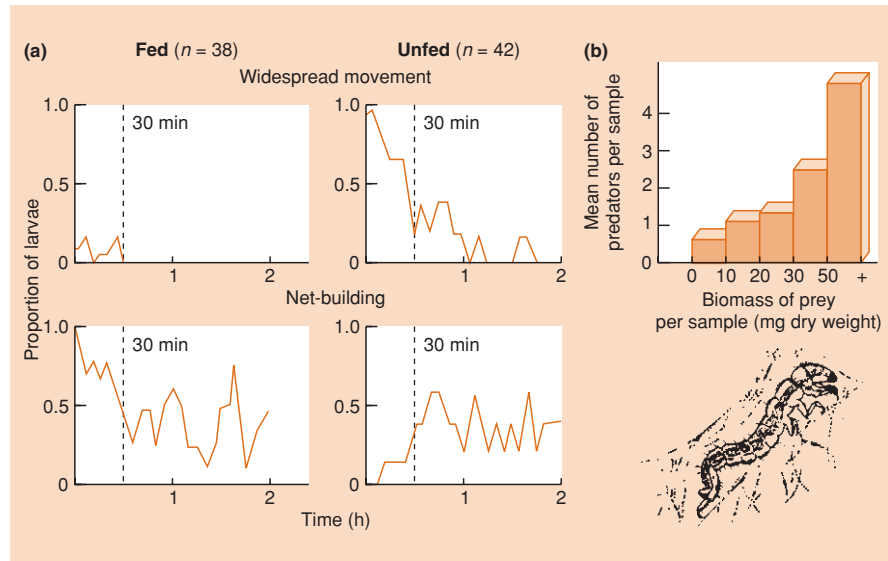 (a)
Fed (n = 38)
Unfed (n = 42)
Widespread movement
1.0
30 min
0.5
0
1
2
1.0
30 min
0.5
0
1
2
Net-building
1.0
30 min
0.5
0
1
2
1.0
30 min
0.5
0
1
2
Proportion of larvae
Time (h)
(b)
Mean number of
predators per sample
4
3
2
1
0
0 10 20 30 50 +
Biomass of prey
per sample (mg dry weight)